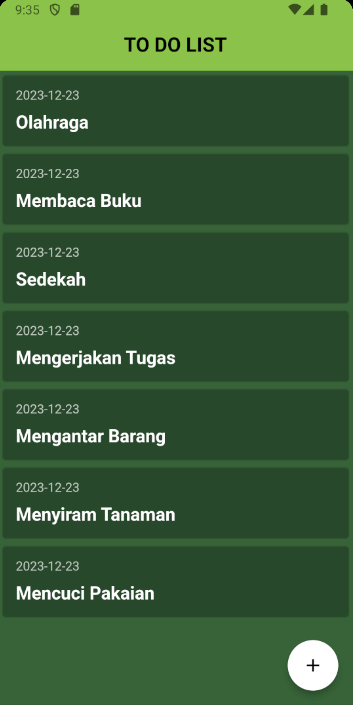 9:35
TO DO LIST
2023-12-23
Olahraga
2023-12-23
Membaca Buku
2023-12-23
Sedekah
2023-12-23
Mengerjakan Tugas
2023-12-23
Mengantar Barang
2023-12-23
Menyiram Tanaman
2023-12-23
Mencuci Pakaian
+